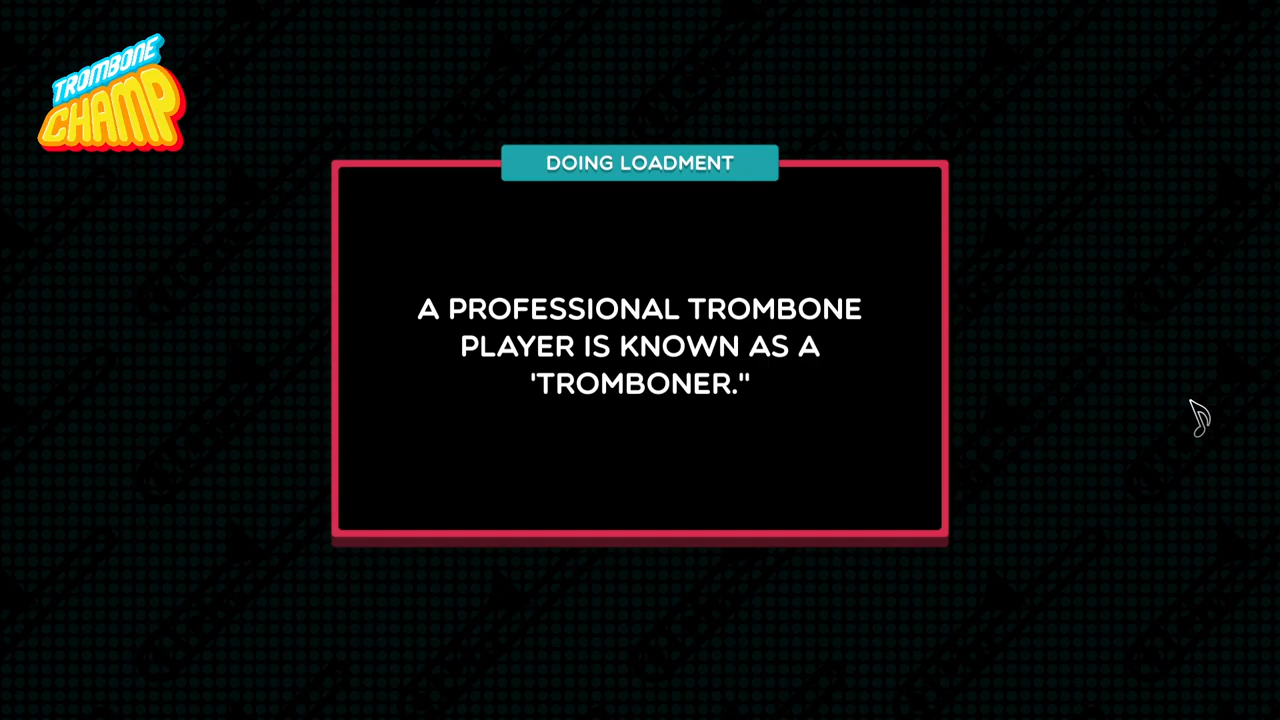 TROMBONE
CHAMP
DOING LOADMENT
A PROFESSIONAL TROMBONE
PLAYER IS KNOWN AS A
'TROMBONER."